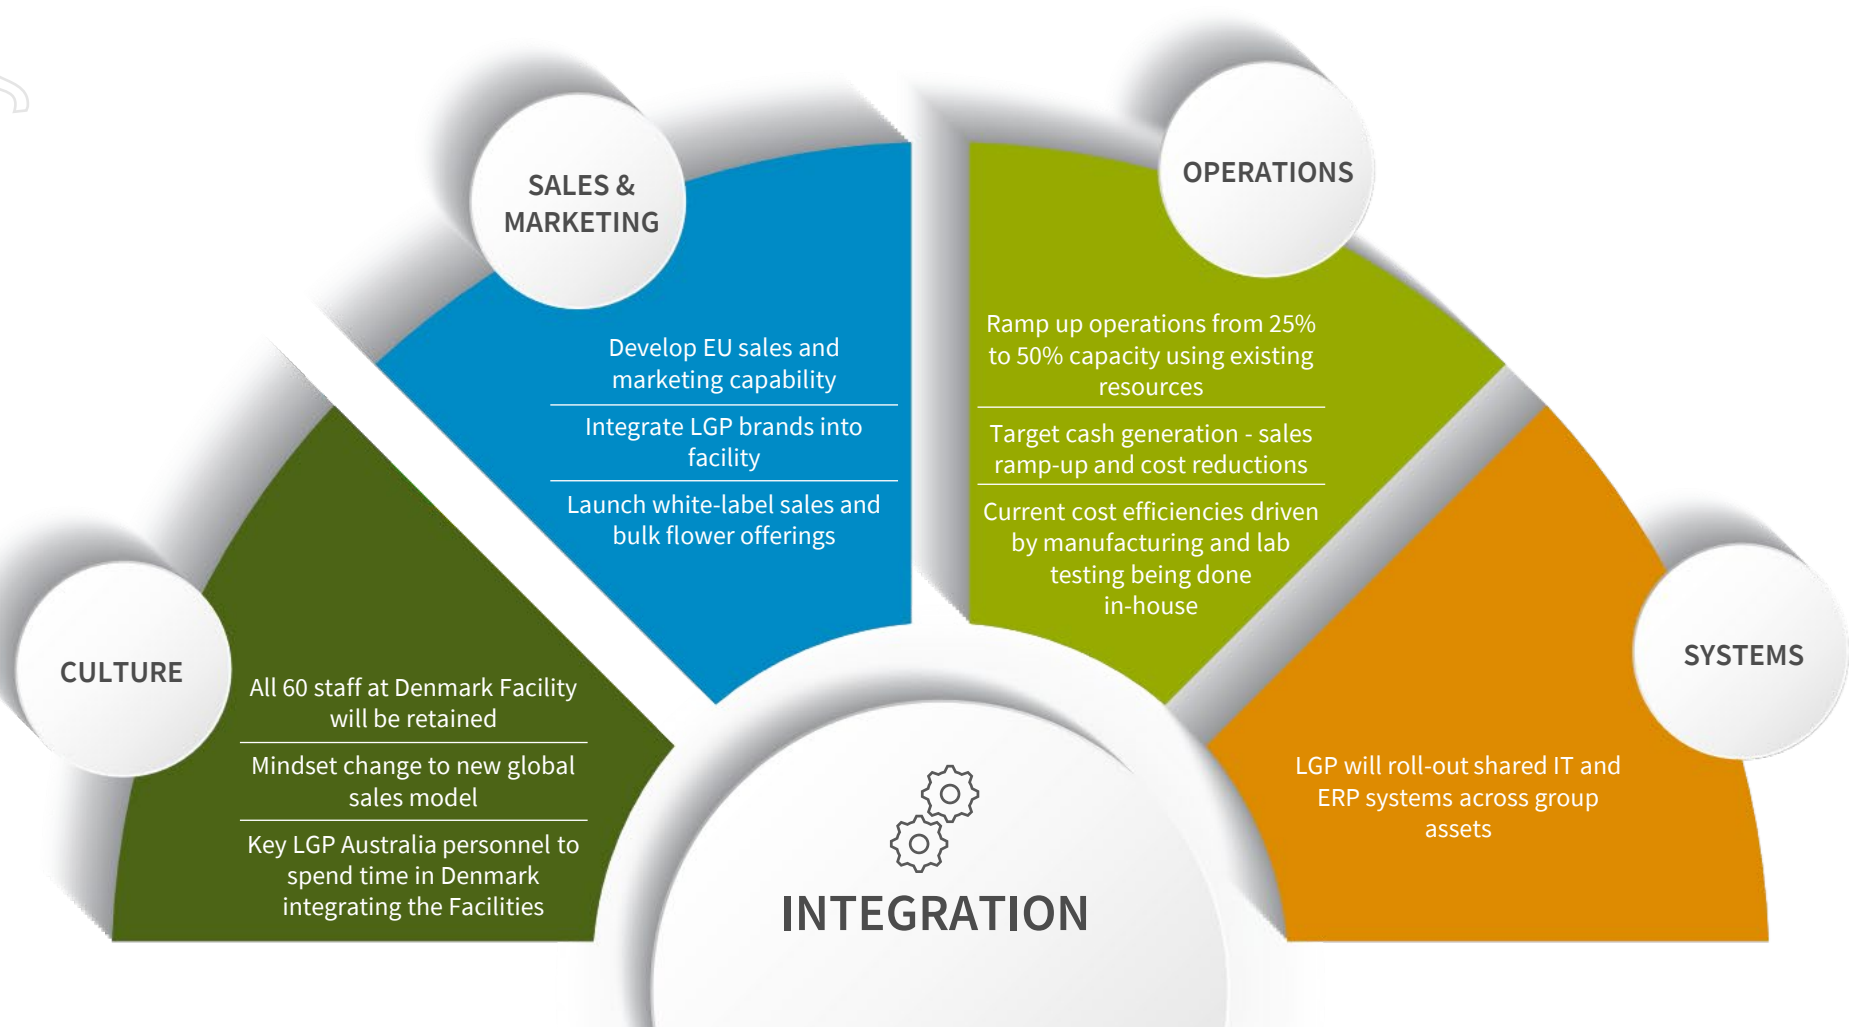 SALES &
MARKETING
Develop EU sales and
marketing capability
Integrate LGP brands into
facility
Launch white-label sales and
bulk flower offerings
OPERATIONS
Ramp up operations from 25%
to 50% capacity using existing
resources
Target cash generation - sales
ramp-up and cost reductions
Current cost efficiencies driven
by manufacturing and lab
testing being done
in-house
CULTURE
All 60 staff at Denmark Facility
will be retained
Mindset change to new global
sales model
Key LGP Australia personnel to
spend time in Denmark
integrating the Facilities
SYSTEMS
LGP will roll-out shared IT and
ERP systems across group
assets
INTEGRATION